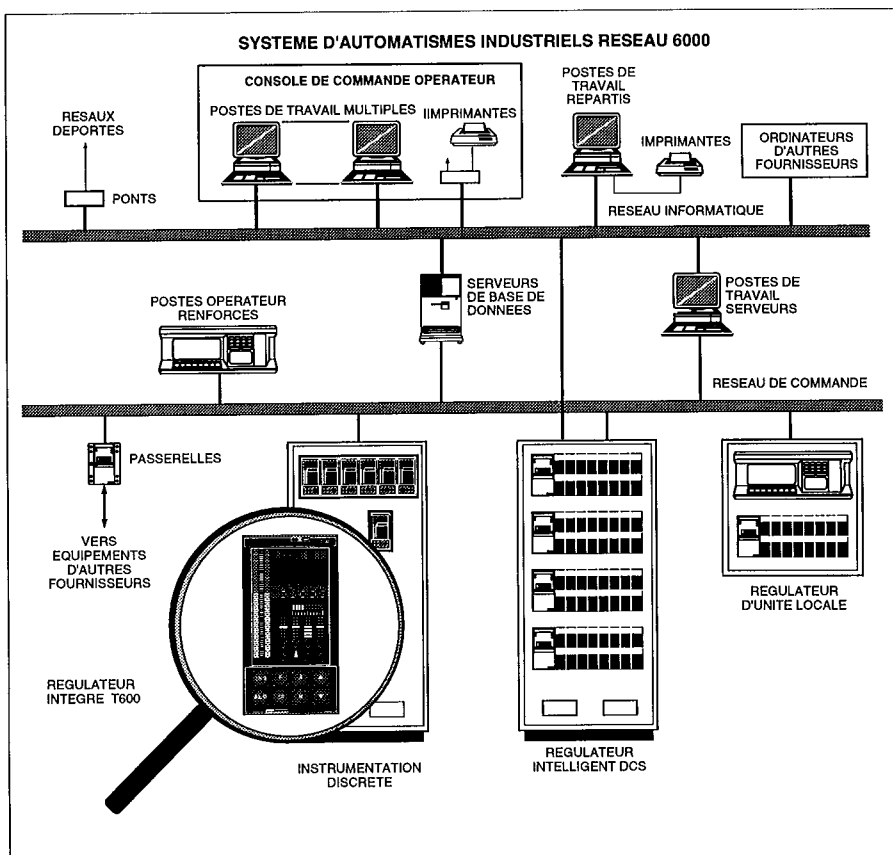 SYSTEME D'AUTOMATISMES INDUSTRIELS RESEAU 6000
CONSOLE DE COMMANDE OPERATEUR
POSTES DE TRAVAIL MULTIPLES
IIMPRIMANTES
POSTES DE
TRAVAIL
REPARTIS
IMPRIMANTES
ORDINATEURS
D'AUTRES
FOURNISSEURS
RESAUX
DEPORTES
PONTS
RESEAU INFORMATIQUE
POSTES OPERATEUR
RENFORCES
SERVEURS
DE BASE DE
DONNEES
POSTES DE
TRAVAIL
SERVEURS
RESEAU DE COMMANDE
PASSERELLES
VERS
EQUIPEMENTS
D'AUTRES
FOURNISSEURS
REGULATEUR
INTEGRE T600
INSTRUMENTATION
DISCRETE
REGULATEUR
INTELLIGENT DCS
REGULATEUR
D'UNITE LOCALE